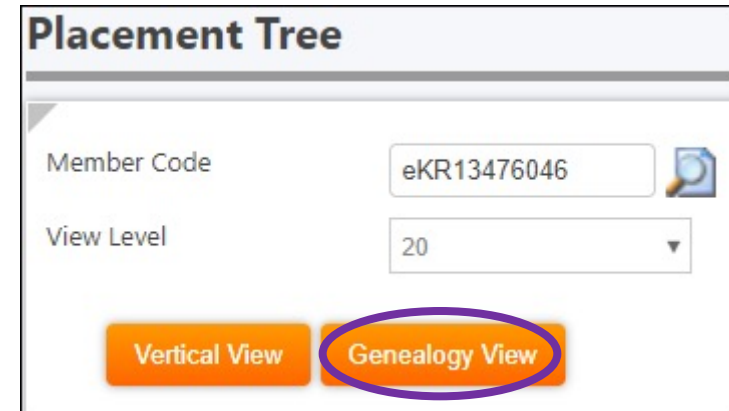 Placement Tree
Member Code
eKR13476046
View Level
20
Vertical View
Genealogy View